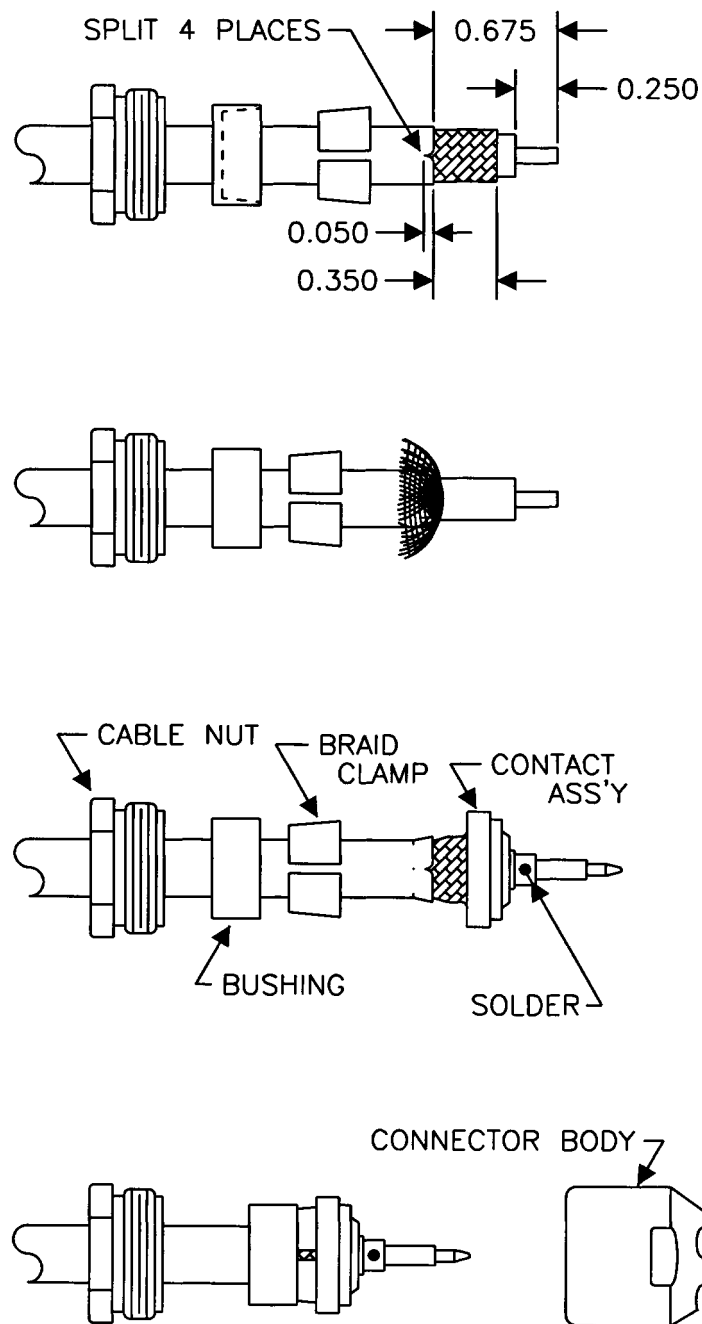 SPLIT 4 PLACES
0.675
0.250
0.050
0.350
CABLE NUT
BRAID
CLAMP
CONTACT
ASS'Y
BUSHING
SOLDER
CONNECTOR BODY